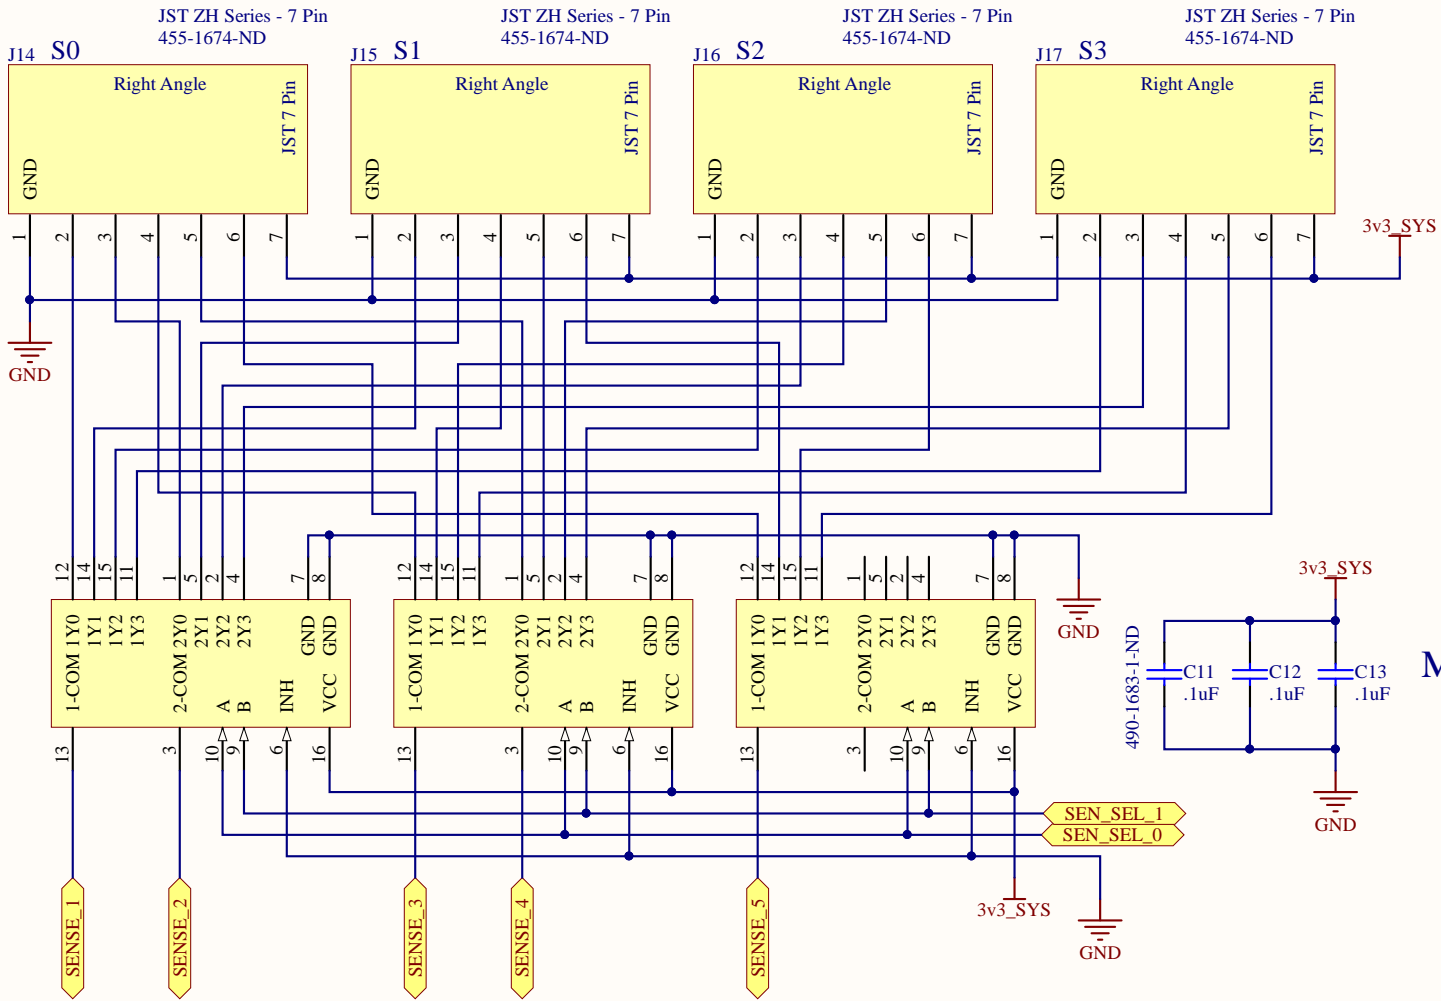 JST ZH Series - 7 Pin
455-1674-ND
J14 S0
Right Angle
JST 7 Pin
GND
1 2 3 4 5 6 7
JST ZH Series - 7 Pin
455-1674-ND
J15 S1
Right Angle
JST 7 Pin
GND
1 2 3 4 5 6 7
JST ZH Series - 7 Pin
455-1674-ND
J16 S2
Right Angle
JST 7 Pin
GND
1 2 3 4 5 6 7
JST ZH Series - 7 Pin
455-1674-ND
J17 S3
Right Angle
JST 7 Pin
GND
1 2 3 4 5 6 7
3v3_SYS
GND
12 14 15 11 1 5 2 4 7 8
1-COM 1Y0
1Y1
1Y2
1Y3
2-COM 2Y0
2Y1
2Y2
2Y3
GND
GND
A
B
INH
VCC
13 3 10 9 6 16
12 14 15 11 1 5 2 4 7 8
1-COM 1Y0
1Y1
1Y2
1Y3
2-COM 2Y0
2Y1
2Y2
2Y3
GND
GND
A
B
INH
VCC
13 3 10 9 6 16
12 14 15 11 1 5 2 4 7 8
1-COM 1Y0
1Y1
1Y2
1Y3
2-COM 2Y0
2Y1
2Y2
2Y3
GND
GND
A
B
INH
VCC
13 3 10 9 6 16
GND
3v3_SYS
490-1683-1-ND
C11
.1uF
C12
.1uF
C13
.1uF
GND
SEN_SEL_1
SEN_SEL_0
3v3_SYS
GND
SENSE_1
SENSE_2
SENSE_3
SENSE_4
SENSE_5